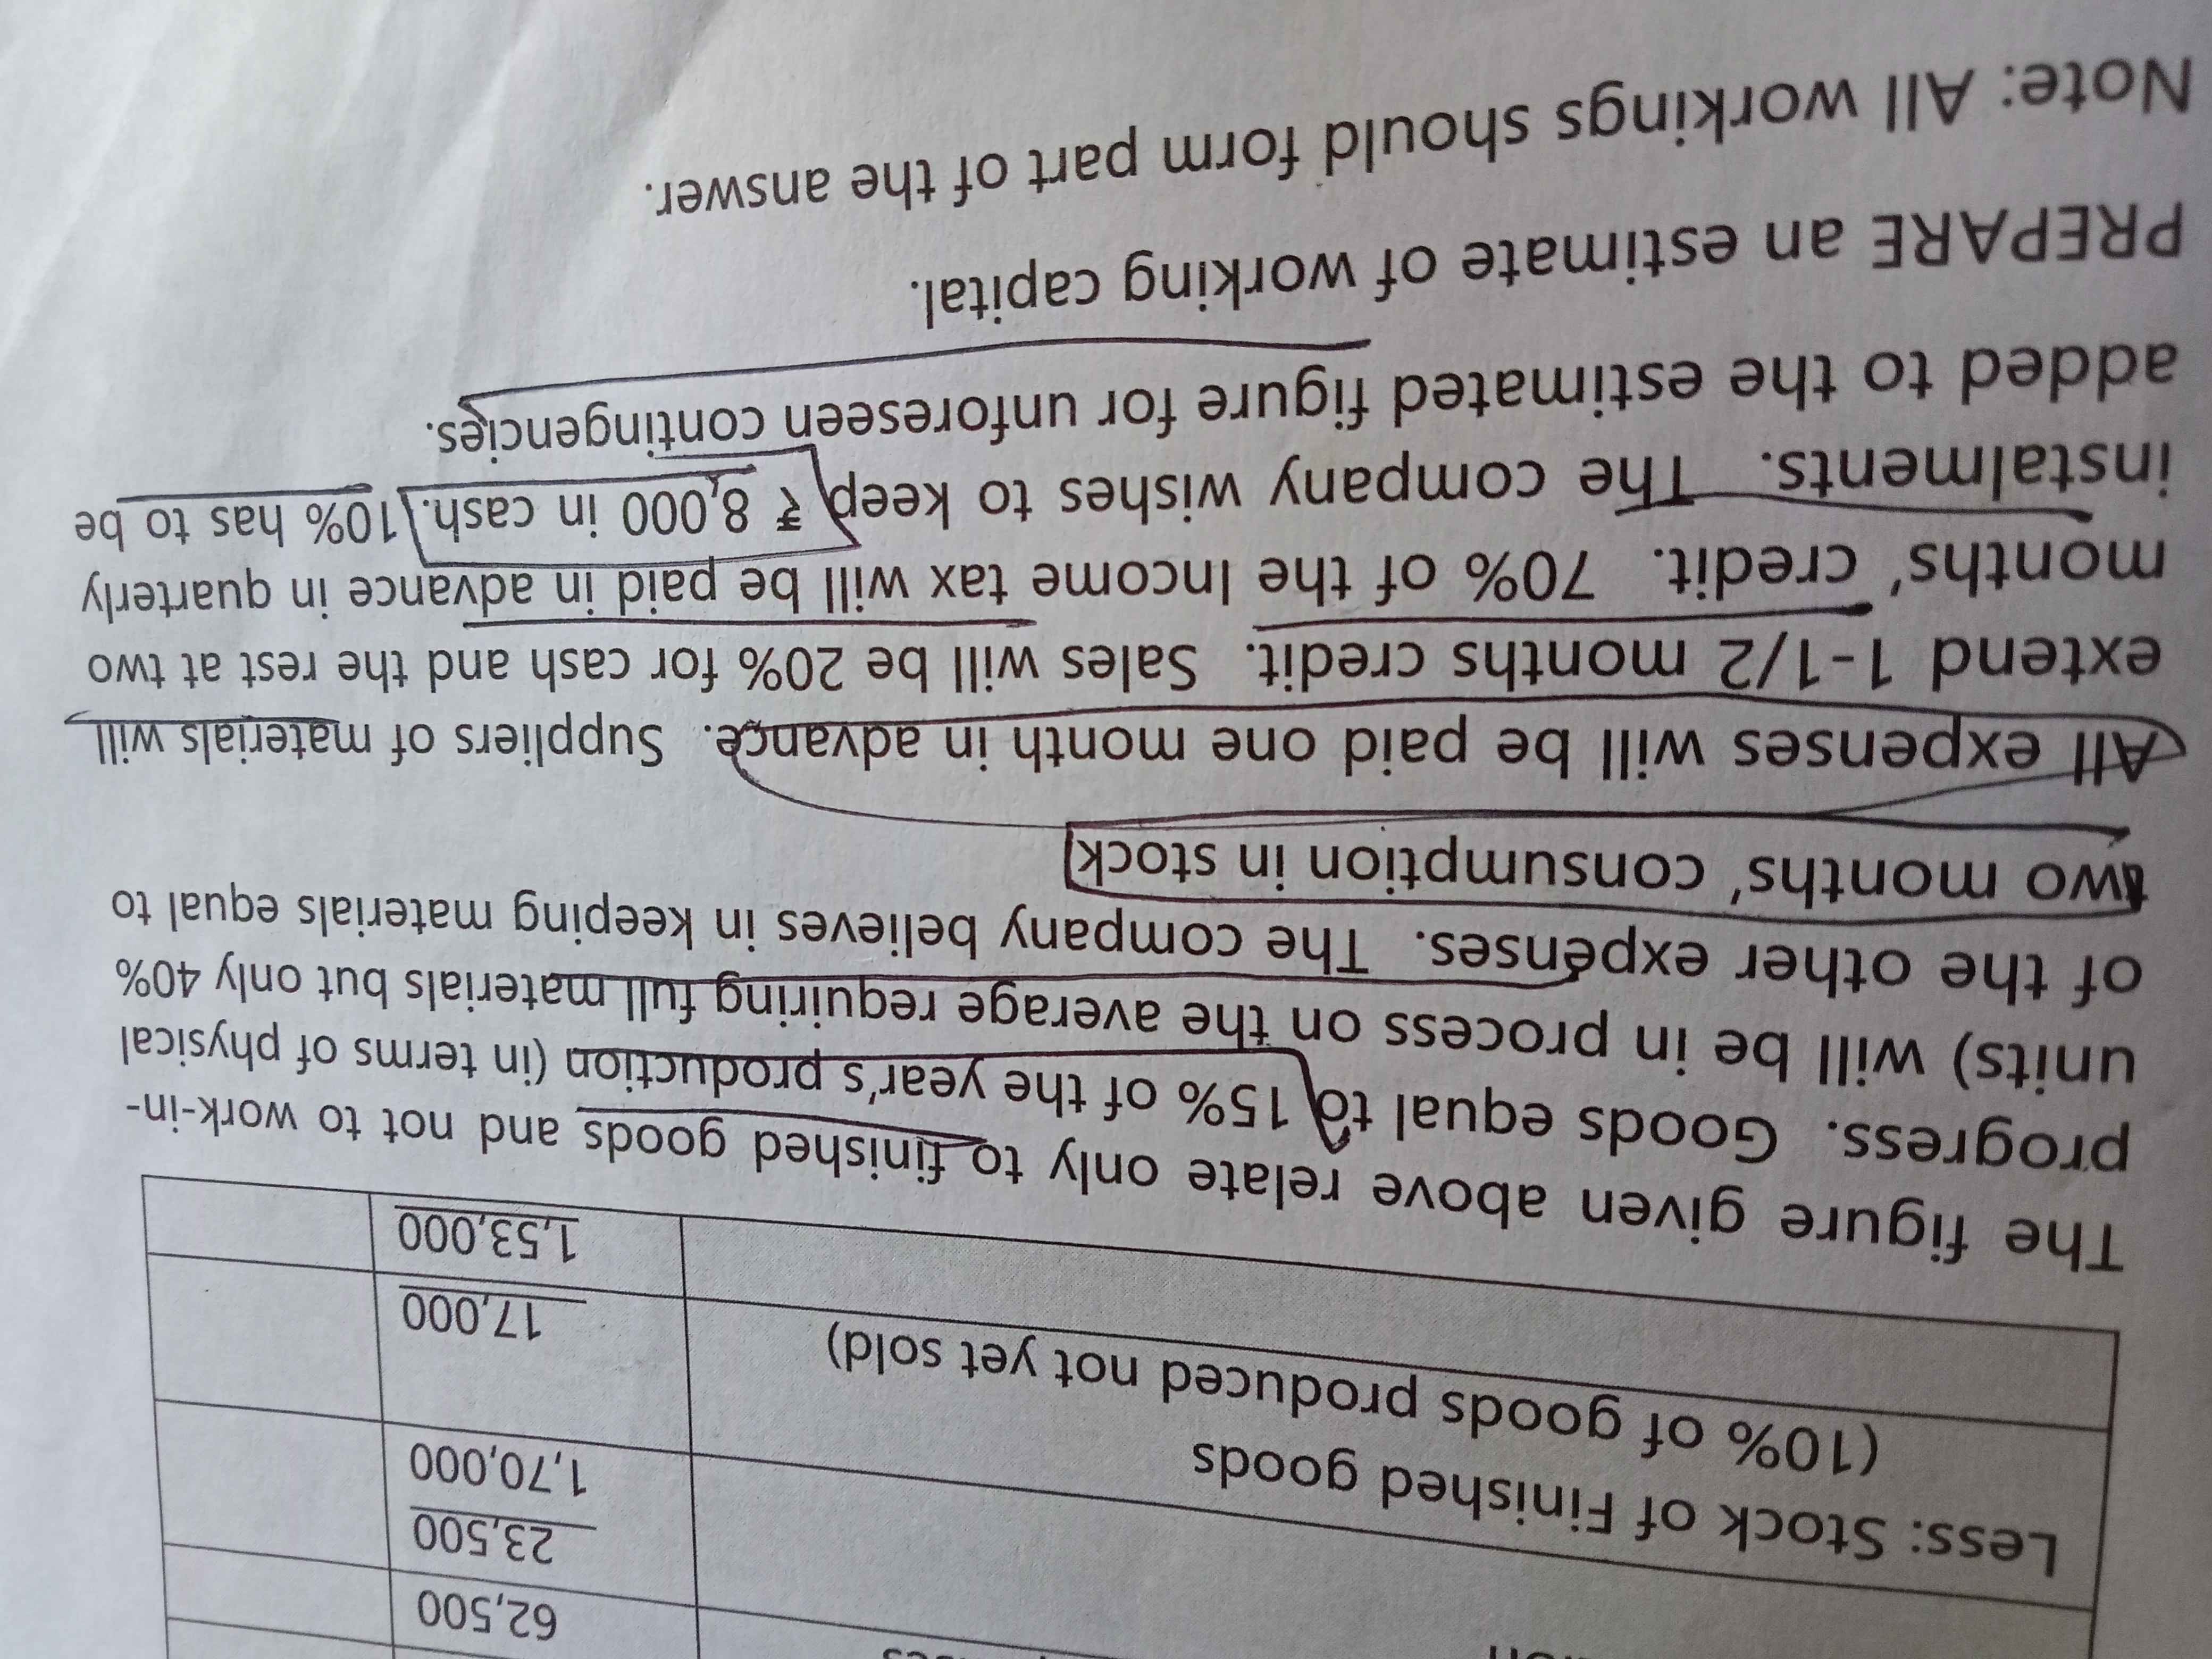 62,500
23,500
1,70,000
Less: Stock of Finished goods
(10% of goods produced not yet sold)
17,000
1,53,000
The figure given above relate only to finished goods and not to work-in-
progress. Goods equal to 15% of the year's production (in terms of physical
units) will be in process on the average requiring full materials but only 40%
of the other expenses. The company believes in keeping materials equal to
two months' consumption in stock
All expenses will be paid one month in advance. Suppliers of materials will
extend 1-1/2 months credit. Sales will be 20% for cash and the rest at two
months' credit. 70% of the Income tax will be paid in advance in quarterly
instalments. The company wishes to keep ₹ 8,000 in cash. 10% has to be
added to the estimated figure for unforeseen contingencies.
PREPARE an estimate of working capital.
Note: All workings should form part of the answer.